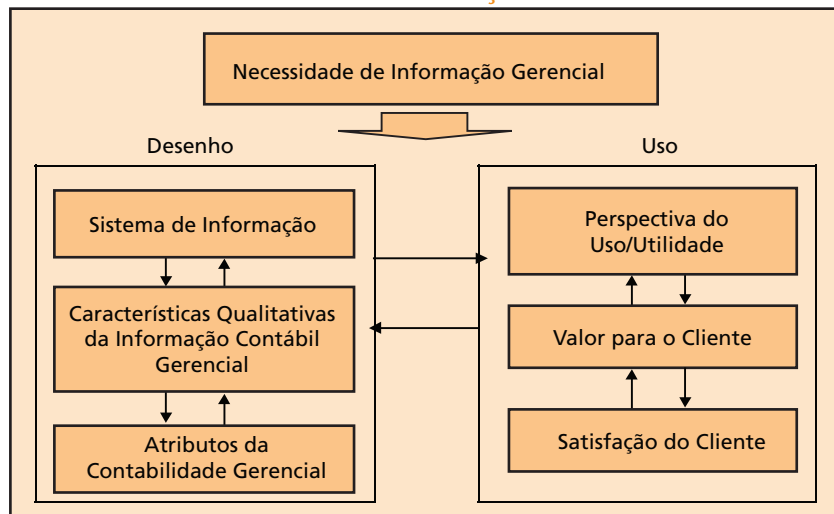 Necessidade de Informação Gerencial
Desenho
Sistema de Informação
Características Qualitativas
da Informação Contábil
Gerencial
Atributos da
Contabilidade Gerencial
Uso
Perspectiva do
Uso/Utilidade
Valor para o Cliente
Satisfação do Cliente